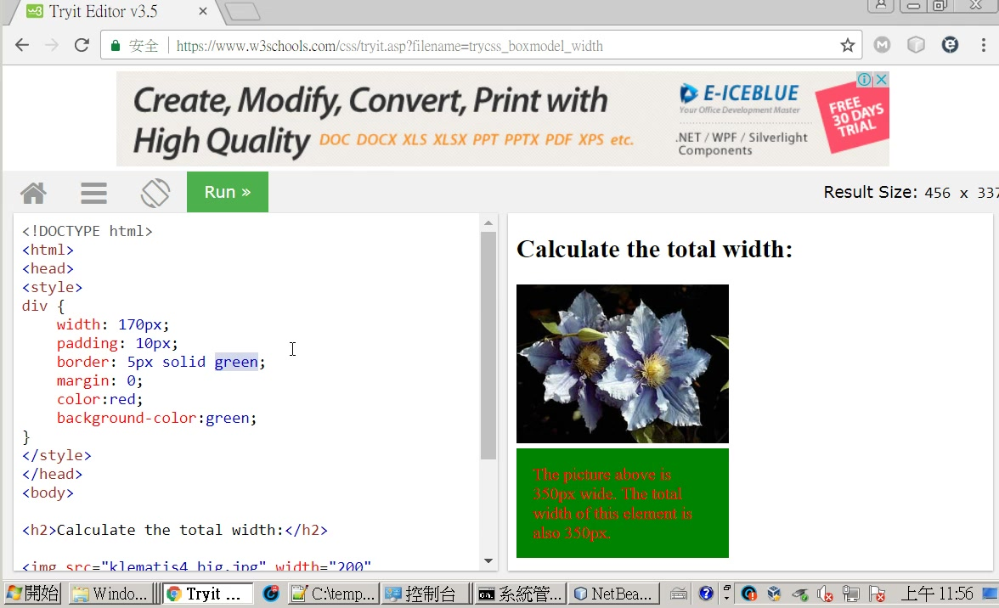 Tryit Editor v3.5
安全 https://www.w3schools.com/css/tryit.asp?filename=trycss_boxmodel_width
Create, Modify, Convert, Print with
High Quality DOC DOCX XLS XLSX PPT PPTX PDF XPS etc.
E-ICEBLUE
Your Office Development Master
.NET / WPF / Silverlight
Components
FREE
30 DAYS
TRIAL
Run »
Result Size: 456 x 337
<!DOCTYPE html>
<html>
<head>
<style>
div {
    width: 170px;
    padding: 10px;
    border: 5px solid green;
    margin: 0;
    color:red;
    background-color:green;
}
</style>
</head>
<body>
<h2>Calculate the total width:</h2>
<img src="klematis4_big.jpg" width="200"
Calculate the total width:
The picture above is
350px wide. The total
width of this element is
also 350px.
開始
Windo...
Tryit ...
C:\temp...
控制台
系統管...
NetBea...
上午 11:56